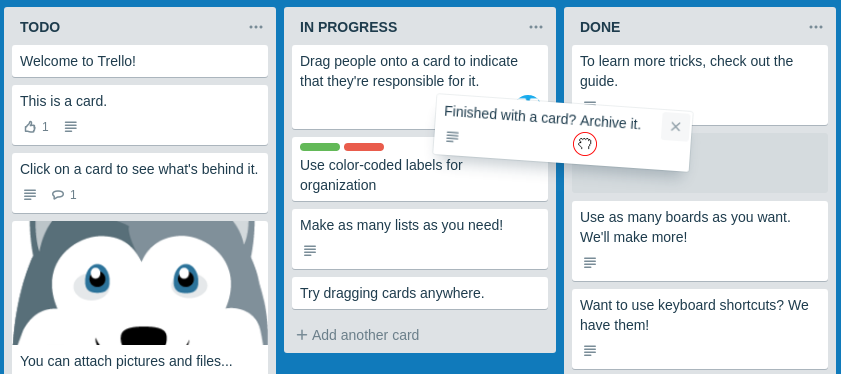 TODO
Welcome to Trello!
This is a card.
1
Click on a card to see what's behind it.
1
You can attach pictures and files...
IN PROGRESS
Drag people onto a card to indicate
that they're responsible for it.
Use color-coded labels for
organization
Make as many lists as you need!
Try dragging cards anywhere.
+ Add another card
Finished with a card? Archive it.
DONE
To learn more tricks, check out the
guide.
Use as many boards as you want.
We'll make more!
Want to use keyboard shortcuts? We
have them!